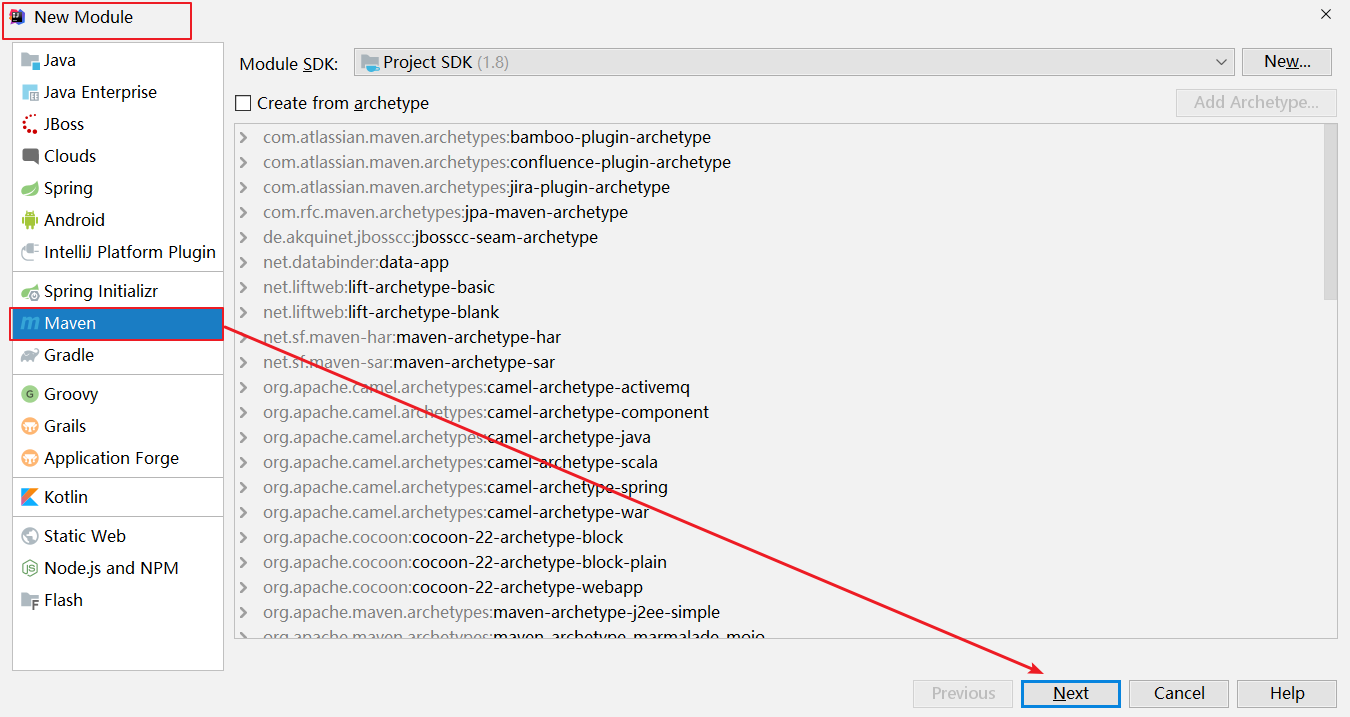 New Module
Java
Java Enterprise
JBoss
Clouds
Spring
Android
IntelliJ Platform Plugin
Spring Initializr
Maven
Gradle
Groovy
Grails
Application Forge
Kotlin
Static Web
Node.js and NPM
Flash
Module SDK: Project SDK (1.8) New...
Create from archetype Add Archetype...
com.atlassian.maven.archetypes:bamboo-plugin-archetype
com.atlassian.maven.archetypes:confluence-plugin-archetype
com.atlassian.maven.archetypes:jira-plugin-archetype
com.rfc.maven.archetypes:jpa-maven-archetype
de.akquinet.jbosscc:jbosscc-seam-archetype
net.databinder:data-app
net.liftweb:lift-archetype-basic
net.liftweb:lift-archetype-blank
net.sf.maven-har:maven-archetype-har
net.sf.maven-sar:maven-archetype-sar
org.apache.camel.archetypes:camel-archetype-activemq
org.apache.camel.archetypes:camel-archetype-component
org.apache.camel.archetypes:camel-archetype-java
org.apache.camel.archetypes:camel-archetype-scala
org.apache.camel.archetypes:camel-archetype-spring
org.apache.camel.archetypes:camel-archetype-war
org.apache.cocoon:cocoon-22-archetype-block
org.apache.cocoon:cocoon-22-archetype-block-plain
org.apache.cocoon:cocoon-22-archetype-webapp
org.apache.maven.archetypes:maven-archetype-j2ee-simple
org.apache.maven.archetypes:maven-archetype-marmalade-mojo
Previous Next Cancel Help